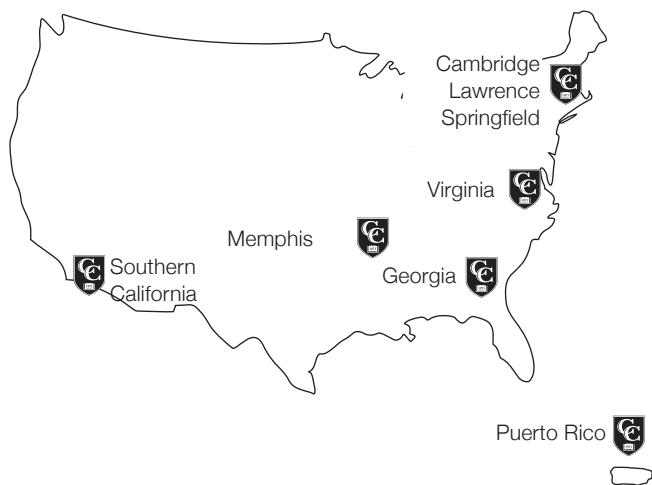 Cambridge
Lawrence
Springfield
Virginia
Memphis
Georgia
Southern
California
Puerto Rico